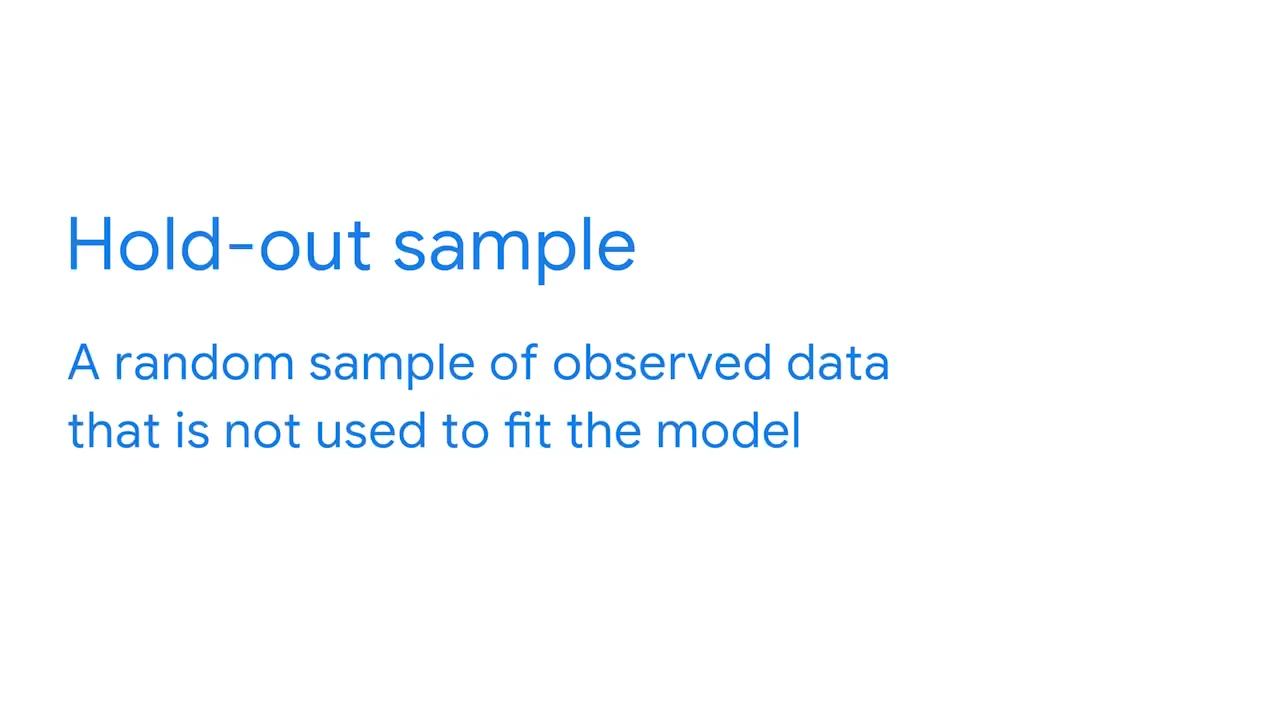 Hold-out sample
A random sample of observed data
that is not used to fit the model